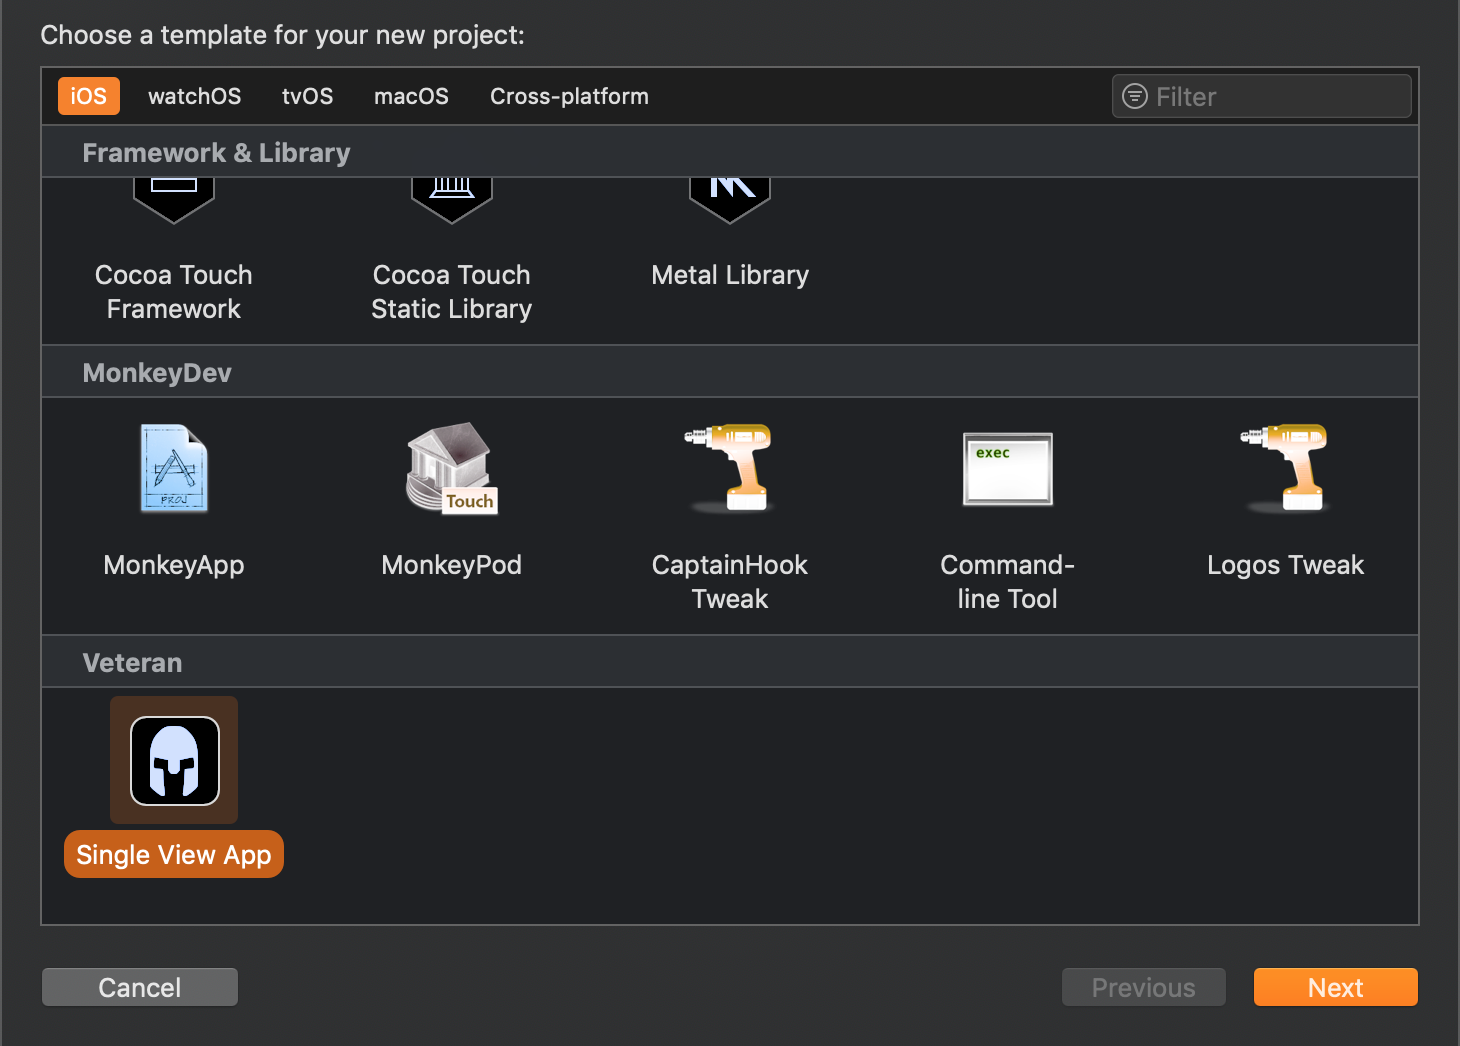 Choose a template for your new project:
iOS watchOS tvOS macOS Cross-platform Filter
Framework & Library
Cocoa Touch Framework
Cocoa Touch Static Library
Metal Library
MonkeyDev
PROJ
Touch
exec
MonkeyApp
MonkeyPod
CaptainHook Tweak
Command-
line Tool
Logos Tweak
Veteran
Single View App
Cancel Previous Next